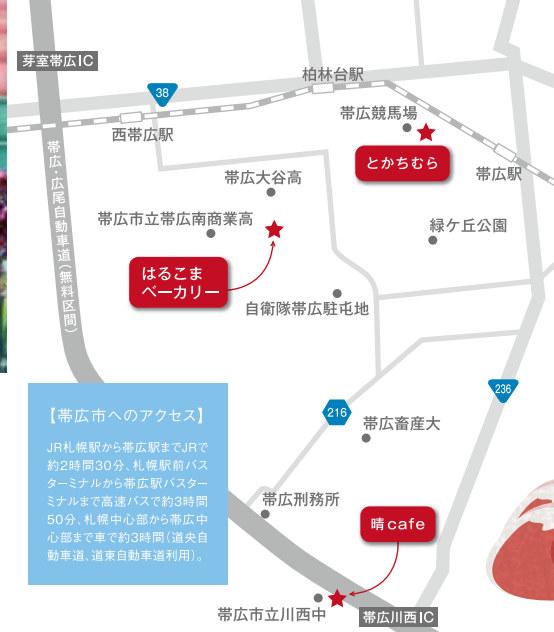 芽室帯広IC
柏林台駅
38
帯広競馬場
西帯広駅
とかちむら
帯広駅
帯広・広尾自動車道(無料区間)
帯広大谷高
帯広市立帯広南商業高
緑ケ丘公園
はるこま
ベーカリー
自衛隊帯広駐屯地
236
【帯広市へのアクセス】
216
帯広畜産大
JR札幌駅から帯広駅までJRで
約2時間30分、札幌駅前バス
ターミナルから帯広駅バスター
ミナルまで高速バスで約3時間
50分、札幌中心部から帯広中
心部まで車で約3時間(道央自
動車道、道東自動車道利用)。
帯広刑務所
晴cafe
帯広市立川西中
帯広川西IC